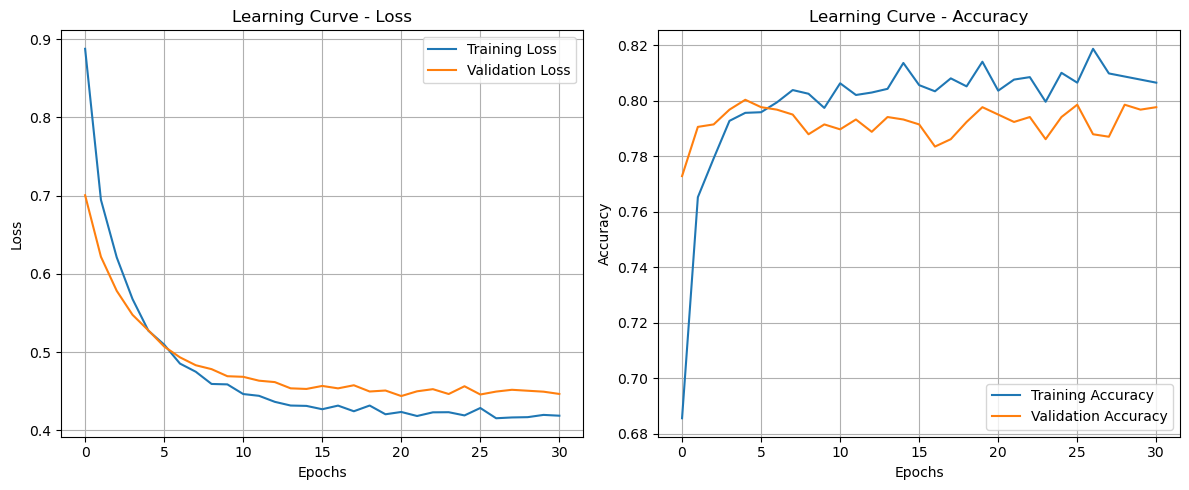 Learning Curve - Loss
0.9
0.8
0.7
0.6
0.5
0.4
Loss
Training Loss
Validation Loss
0 5 10 15 20 25 30
Epochs
Learning Curve - Accuracy
0.82
0.80
0.78
0.76
0.74
0.72
0.70
0.68
Accuracy
Training Accuracy
Validation Accuracy
0 5 10 15 20 25 30
Epochs